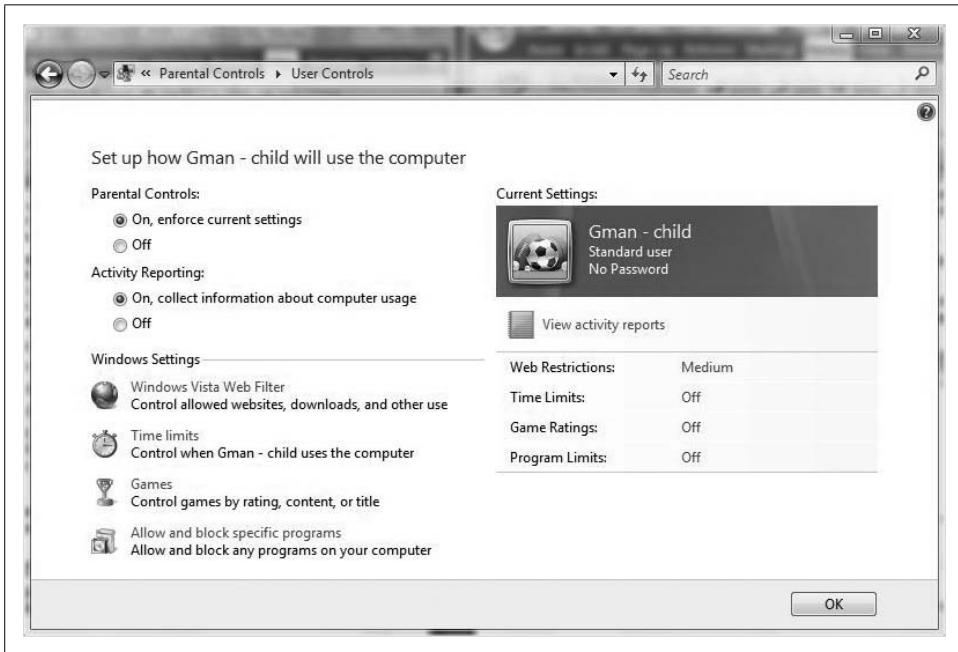 « Parental Controls ▸ User Controls
Search
Set up how Gman - child will use the computer
Parental Controls:
On, enforce current settings
Off
Activity Reporting:
On, collect information about computer usage
Off
Windows Settings
Windows Vista Web Filter
Control allowed websites, downloads, and other use
Time limits
Control when Gman - child uses the computer
Games
Control games by rating, content, or title
Allow and block specific programs
Allow and block any programs on your computer
Current Settings:
Gman - child
Standard user
No Password
View activity reports
Web Restrictions: Medium
Time Limits: Off
Game Ratings: Off
Program Limits: Off
OK